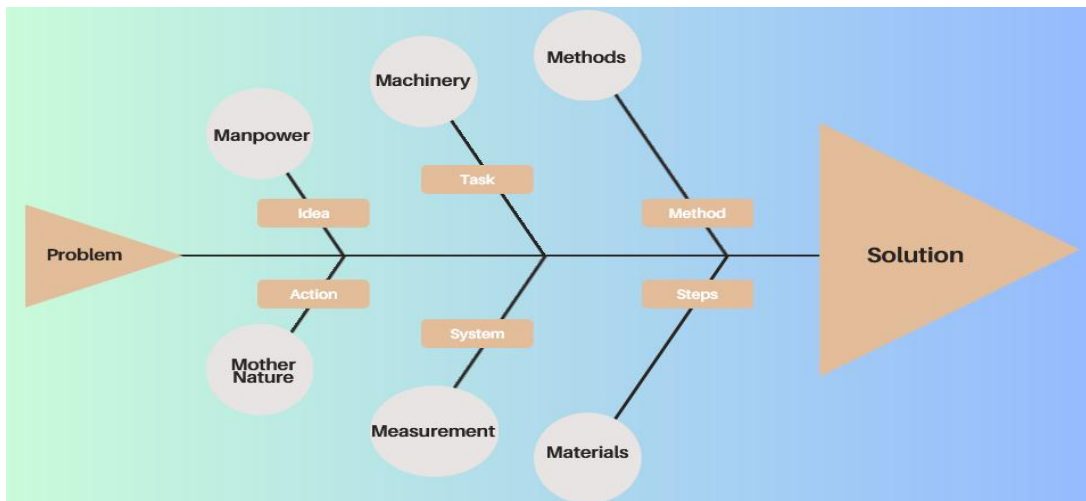 Methods
Machinery
Manpower
Task
Idea
Method
Problem
Solution
Action
Steps
System
Mother
Nature
Measurement
Materials